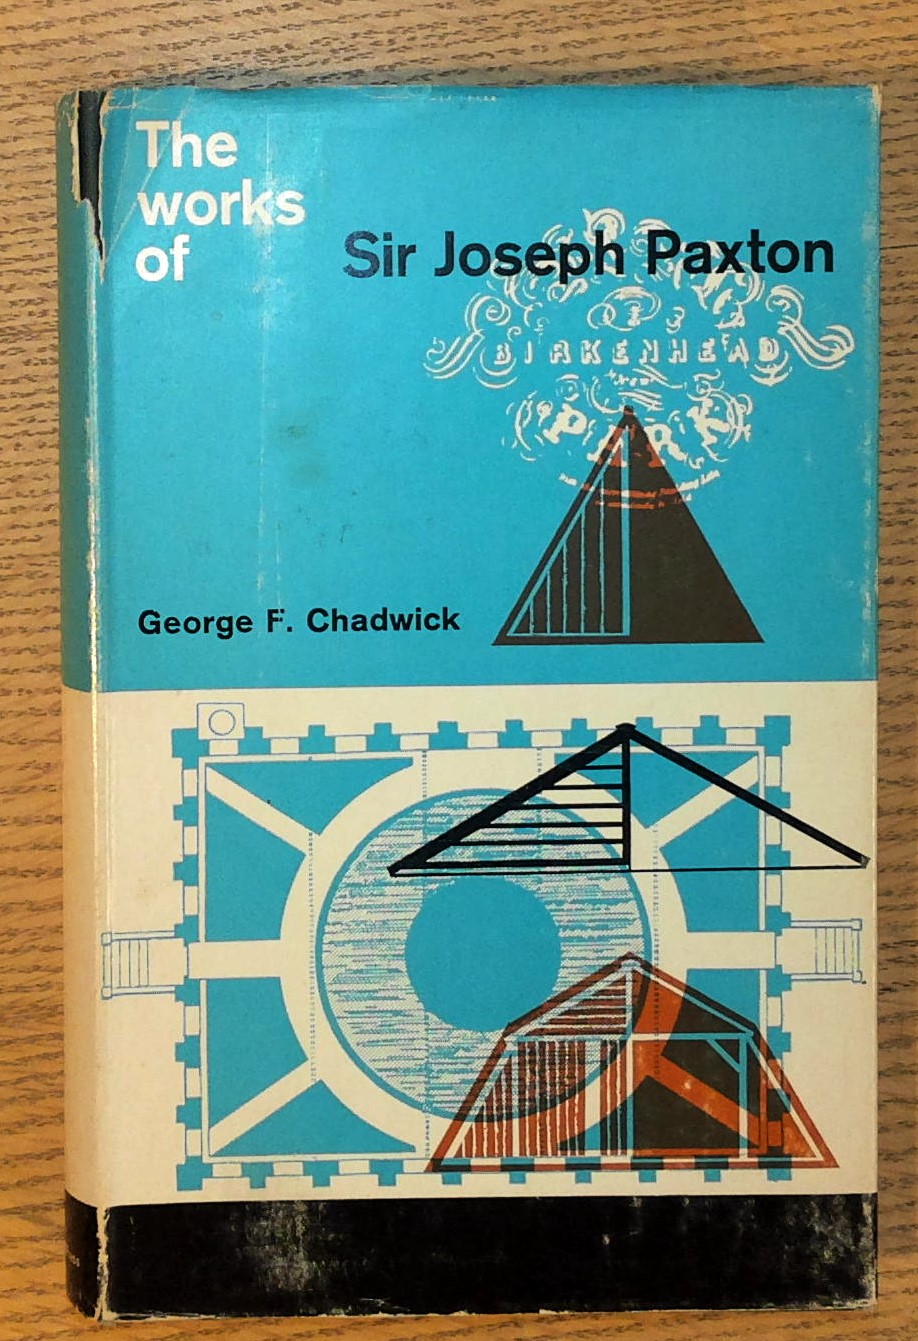 The
works
of
Sir Joseph Paxton
BIRKENHEAD
PARK
George F. Chadwick